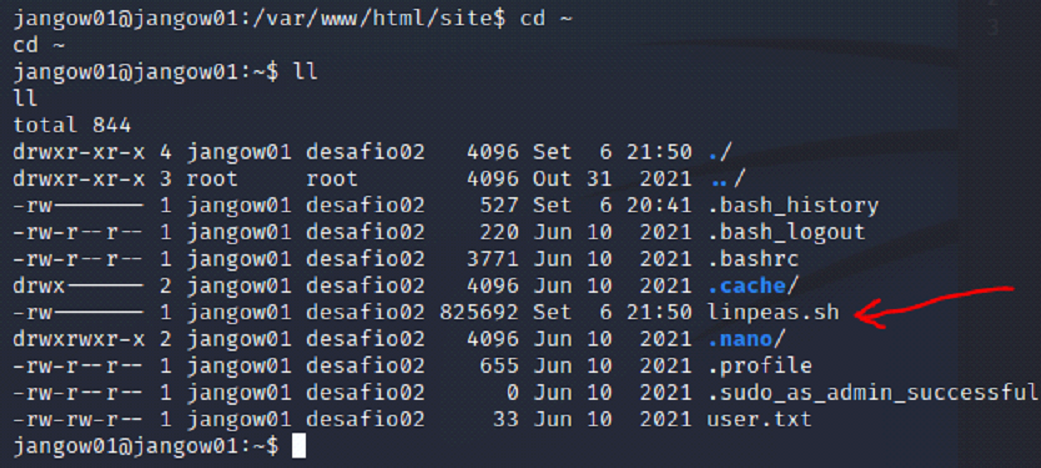 jangow01@jangow01:/var/www/html/site$ cd ~
cd ~
jangow01@jangow01:~$ ll
ll
total 844
drwxr-xr-x 4 jangow01 desafio02   4096 Set  6 21:50 ./
drwxr-xr-x 3 root     root       4096 Out 31  2021 ../
-rw------- 1 jangow01 desafio02    527 Set  6 20:41 .bash_history
-rw-r--r-- 1 jangow01 desafio02    220 Jun 10  2021 .bash_logout
-rw-r--r-- 1 jangow01 desafio02   3771 Jun 10  2021 .bashrc
drwx------ 2 jangow01 desafio02   4096 Jun 10  2021 .cache/
-rw------- 1 jangow01 desafio02 825692 Set  6 21:50 linpeas.sh
drwxrwxr-x 2 jangow01 desafio02   4096 Jun 10  2021 .nano/
-rw-r--r-- 1 jangow01 desafio02    655 Jun 10  2021 .profile
-rw-r--r-- 1 jangow01 desafio02      0 Jun 10  2021 .sudo_as_admin_successful
-rw-rw-r-- 1 jangow01 desafio02     33 Jun 10  2021 user.txt
jangow01@jangow01:~$